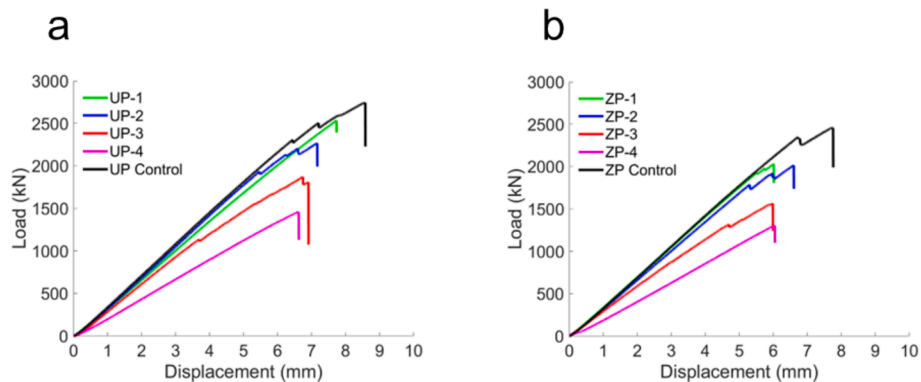 a
b
3000
2500
2000
1500
1000
500
0
Load (kN)
UP-1
UP-2
UP-3
UP-4
UP Control
0 1 2 3 4 5 6 7 8 9 10
Displacement (mm)
3000
2500
2000
1500
1000
500
0
Load (kN)
ZP-1
ZP-2
ZP-3
ZP-4
ZP Control
0 1 2 3 4 5 6 7 8 9 10
Displacement (mm)